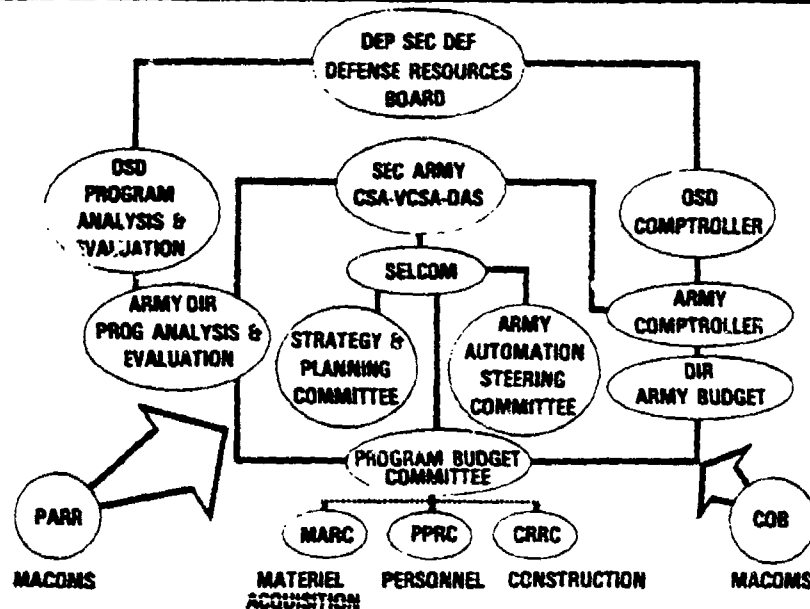 DEP SEC DEF
DEFENSE RESOURCES
BOARD
OSD
PROGRAM
ANALYSIS &
EVALUATION
SEC ARMY
CSA-VCSA-DAS
OSD
COMPTROLLER
SELCOM
ARMY DIR
PROG ANALYSIS &
EVALUATION
STRATEGY &
PLANNING
COMMITTEE
ARMY
AUTOMATION
STEERING
COMMITTEE
ARMY
COMPTROLLER
DIR
ARMY BUDGET
PROGRAM BUDGET
COMMITTEE
PARR
MARC
PPRC
CRRC
COB
MACOMS
MATERIEL
ACQUISITION
PERSONNEL
CONSTRUCTION
MACOMS